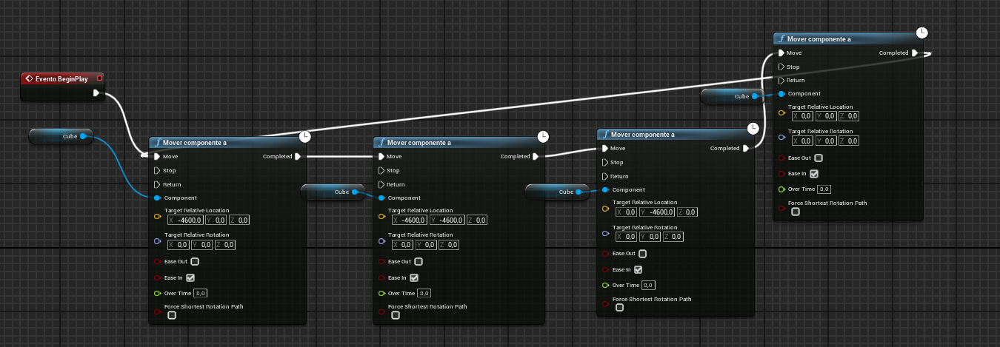 Evento BeginPlay
Cube
Mover componente a
Move Completed
Stop
Return
Component
Target Relative Location
X -4600,0 Y 0,0 Z 0,0
Target Relative Rotation
X 0,0 Y 0,0 Z 0,0
Ease Out
Ease In
Over Time 8,0
Force Shortest Rotation Path
Cube
Mover componente a
Move Completed
Stop
Return
Component
Target Relative Location
X -4600,0 Y -4600,0 Z 0,0
Target Relative Rotation
X 0,0 Y 0,0 Z 0,0
Ease Out
Ease In
Over Time 8,0
Force Shortest Rotation Path
Cube
Mover componente a
Move Completed
Stop
Return
Component
Target Relative Location
X 0,0 Y -4600,0 Z 0,0
Target Relative Rotation
X 0,0 Y 0,0 Z 0,0
Ease Out
Ease In
Over Time 8,0
Force Shortest Rotation Path
Cube
Mover componente a
Move Completed
Stop
Return
Component
Target Relative Location
X 0,0 Y 0,0 Z 0,0
Target Relative Rotation
X 0,0 Y 0,0 Z 0,0
Ease Out
Ease In
Over Time 8,0
Force Shortest Rotation Path